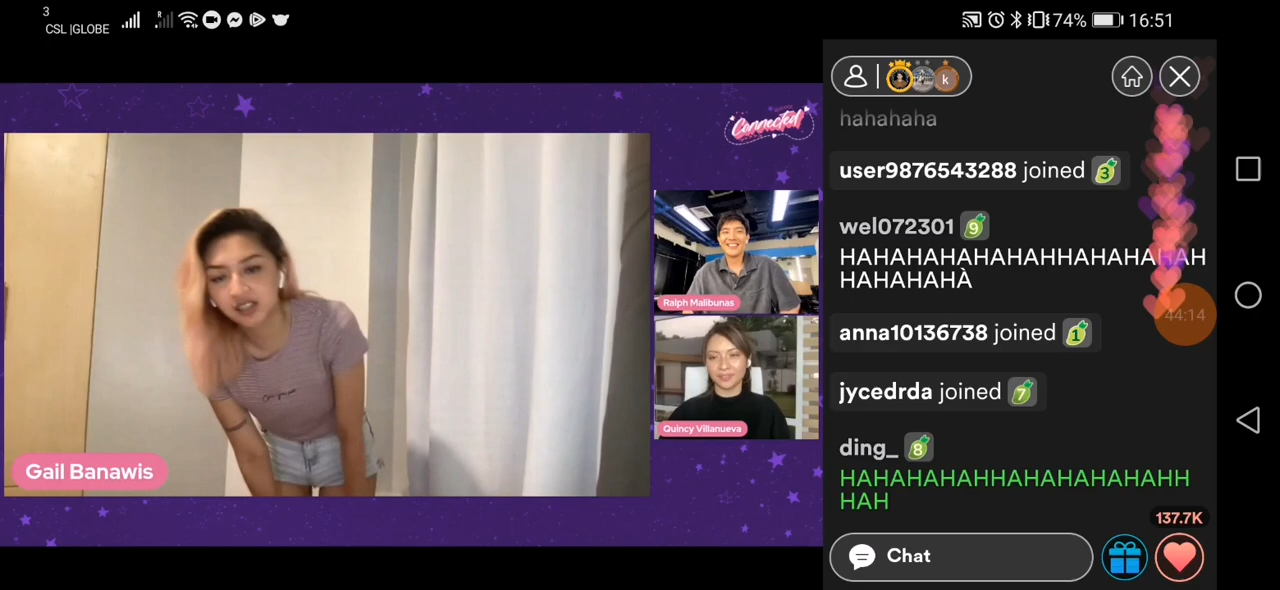 3
CSL |GLOBE
R
74%
16:51
Connected
k
hahahaha
user9876543288 joined 3
wel072301 9
HAHAHAHAHAHAHHAHAHAHAHAH
HAHAHAHÀ
44:14
anna10136738 joined 1
jycedrda joined 7
ding_ 8
HAHAHAHAHHAHAHAHAHAHH
HAH
137.7K
Chat
Ralph Malibunas
Quincy Villanueva
Gail Banawis